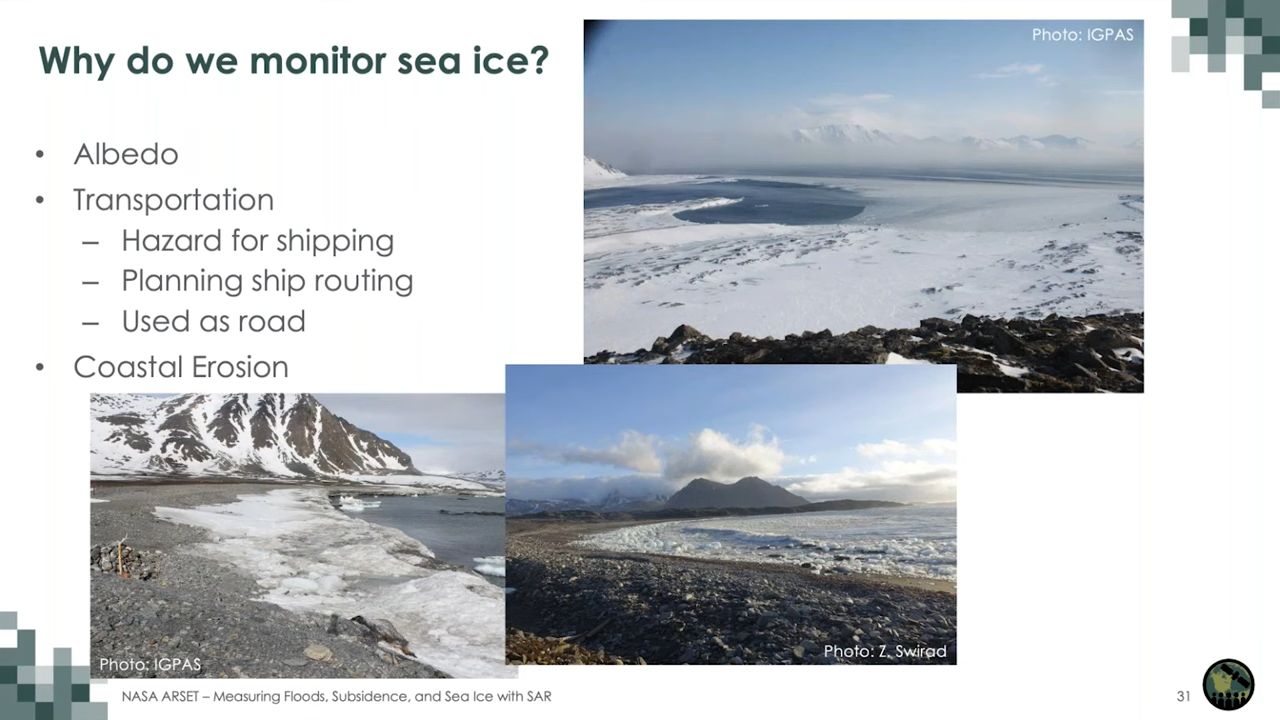 Why do we monitor sea ice?
Photo: IGPAS
• Albedo
• Transportation
– Hazard for shipping
– Planning ship routing
– Used as road
• Coastal Erosion
Photo: IGPAS
Photo: Z. Swirad
NASA ARSET – Measuring Floods, Subsidence, and Sea Ice with SAR
31